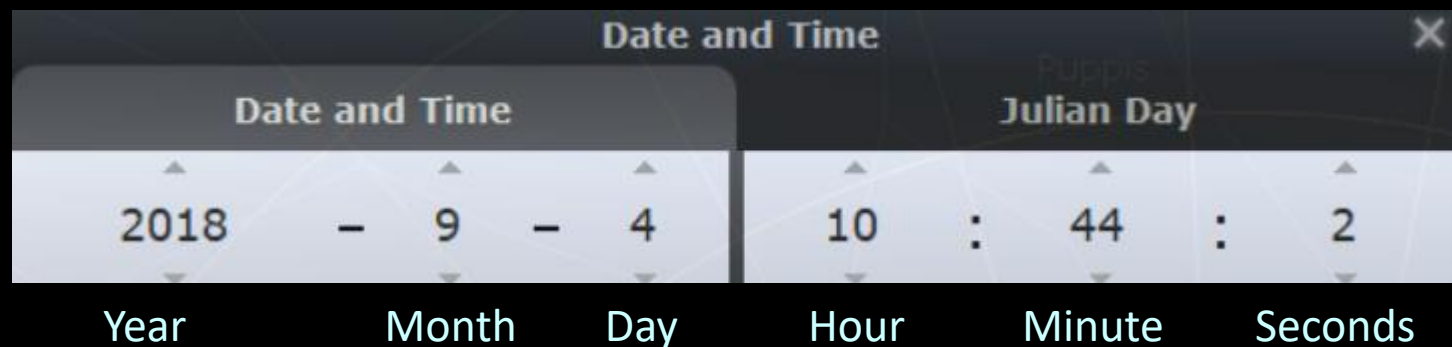 Date and Time ×
Puppis
Date and Time Julian Day
2018 – 9 – 4 10 : 44 : 2
Year Month Day Hour Minute Seconds